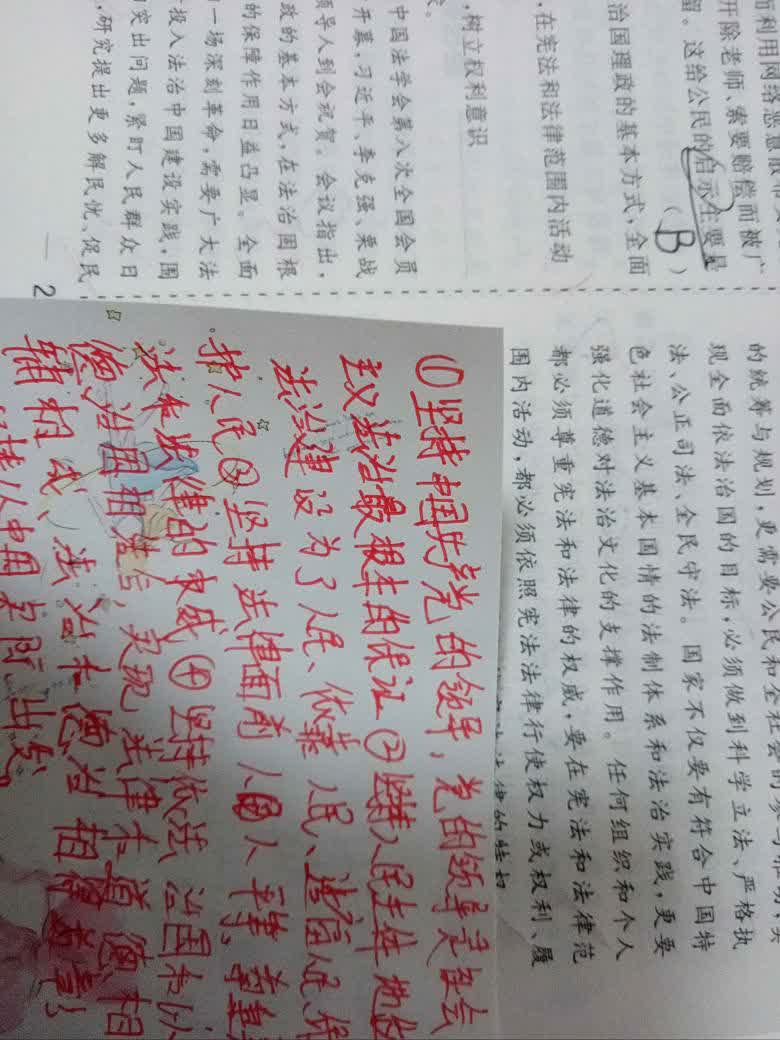 而利用网络恶意散布
开除老师、索要赔偿而被广
留。这给公民的启示主要是
（B）
治国理政的基本方式，全面
，在宪法和法律范围内活动
，树立权利意识
中国法学会第八次全国会员
开幕，习近平、李克强、栗战
领导人到会祝贺。会议指出，
政的基本方式，在法治固根
的保障作用日益凸显。全面
一场深刻革命，需要广大法
投入法治中国建设实践，围
突出问题，紧盯人民群众日
，研究提出更多解民忧、促民
2
的统筹与规划，更需要公民和全社会的
现全面依法治国的目标，必须做到科学立法、严格执
法、公正司法、全民守法。国家不仅要有符合中国特
色社会主义基本国情的法制体系和法治实践，更要
强化道德对法治文化的支撑作用。任何组织和个人
都必须尊重宪法和法律的权威，要在宪法和法律范
围内活动，都必须依照宪法法律行使权力或权利、履
①坚持中国共产党的领导，党的领导是社会
主义法治最根本的保证②坚持人民主体地位
法治建设为了人民、依靠人民、造福人民、保
护人民③坚持法律面前人人平等，尊重
法和法律的权威④坚持依法治国和以
德治国相结合，实现法律和道德相
辅相成、法治和德治相得益彰
中国实际出发